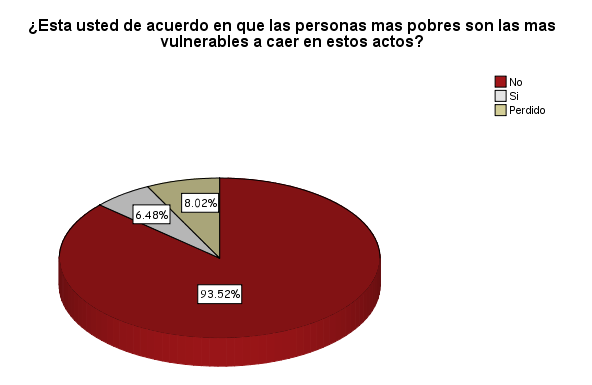 ¿Esta usted de acuerdo en que las personas mas pobres son las mas
vulnerables a caer en estos actos?
No
Si
Perdido
8.02%
6.48%
93.52%